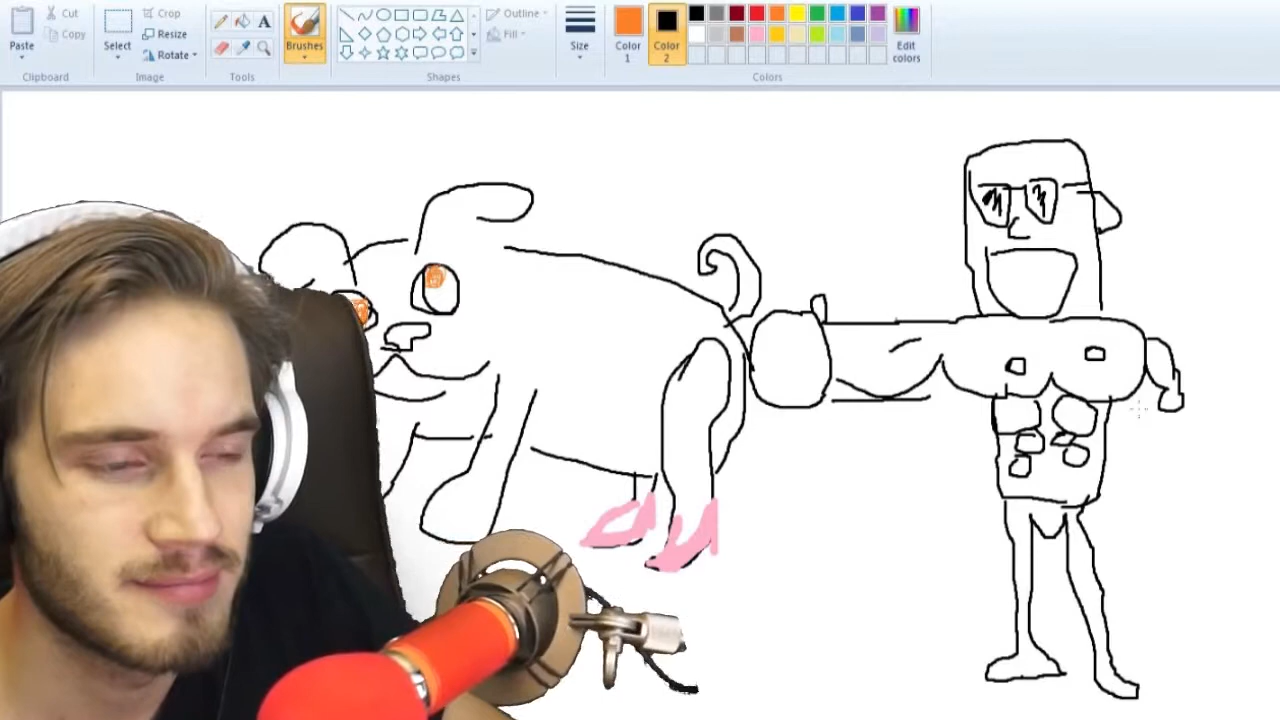 Cut
Copy
Paste
Clipboard
Crop
Resize
Rotate
Select
Image
A
Tools
Brushes
Outline
Fill
Shapes
Size
Color 1
Color 2
Edit colors
Colors